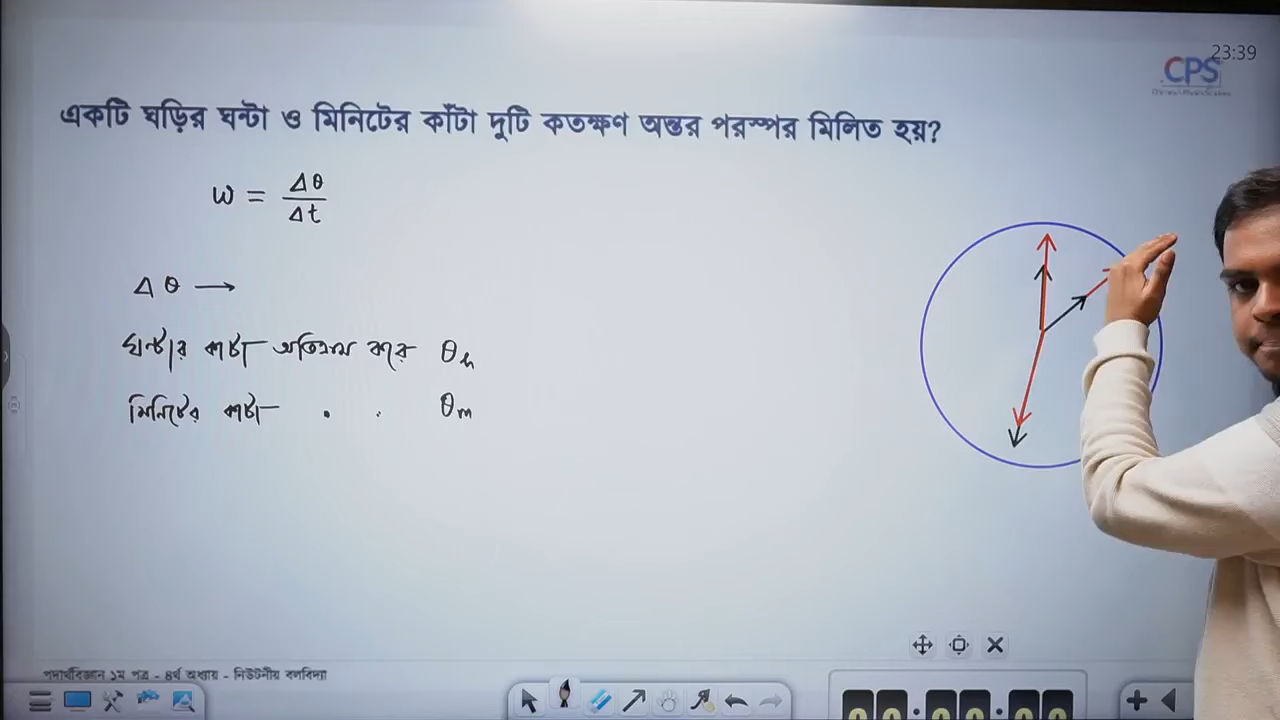 23:39
CPS
একটি ঘড়ির ঘন্টা ও মিনিটের কাঁটা দুটি কতক্ষণ অন্তর পরস্পর মিলিত হয়?
ω = Δθ/Δt
Δθ →
ঘন্টার কাটা অতিক্রম করে θh
মিনিটের কাটা " " θm
পদার্থবিজ্ঞান ১ম পত্র - ৪র্থ অধ্যায় - নিউটনীয় বলবিদ্যা